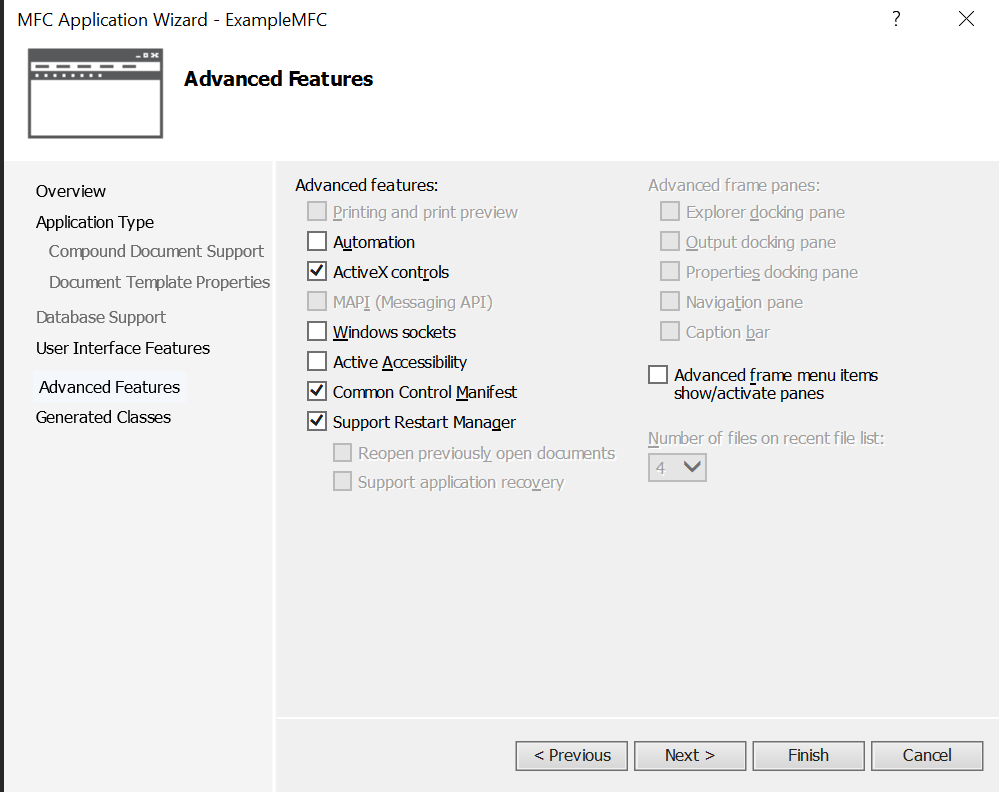 MFC Application Wizard - ExampleMFC
?
Advanced Features
Overview
Application Type
Compound Document Support
Document Template Properties
Database Support
User Interface Features
Advanced Features
Generated Classes
Advanced features:
Printing and print preview
Automation
ActiveX controls
MAPI (Messaging API)
Windows sockets
Active Accessibility
Common Control Manifest
Support Restart Manager
Reopen previously open documents
Support application recovery
Advanced frame panes:
Explorer docking pane
Output docking pane
Properties docking pane
Navigation pane
Caption bar
Advanced frame menu items
show/activate panes
Number of files on recent file list:
4
< Previous
Next >
Finish
Cancel